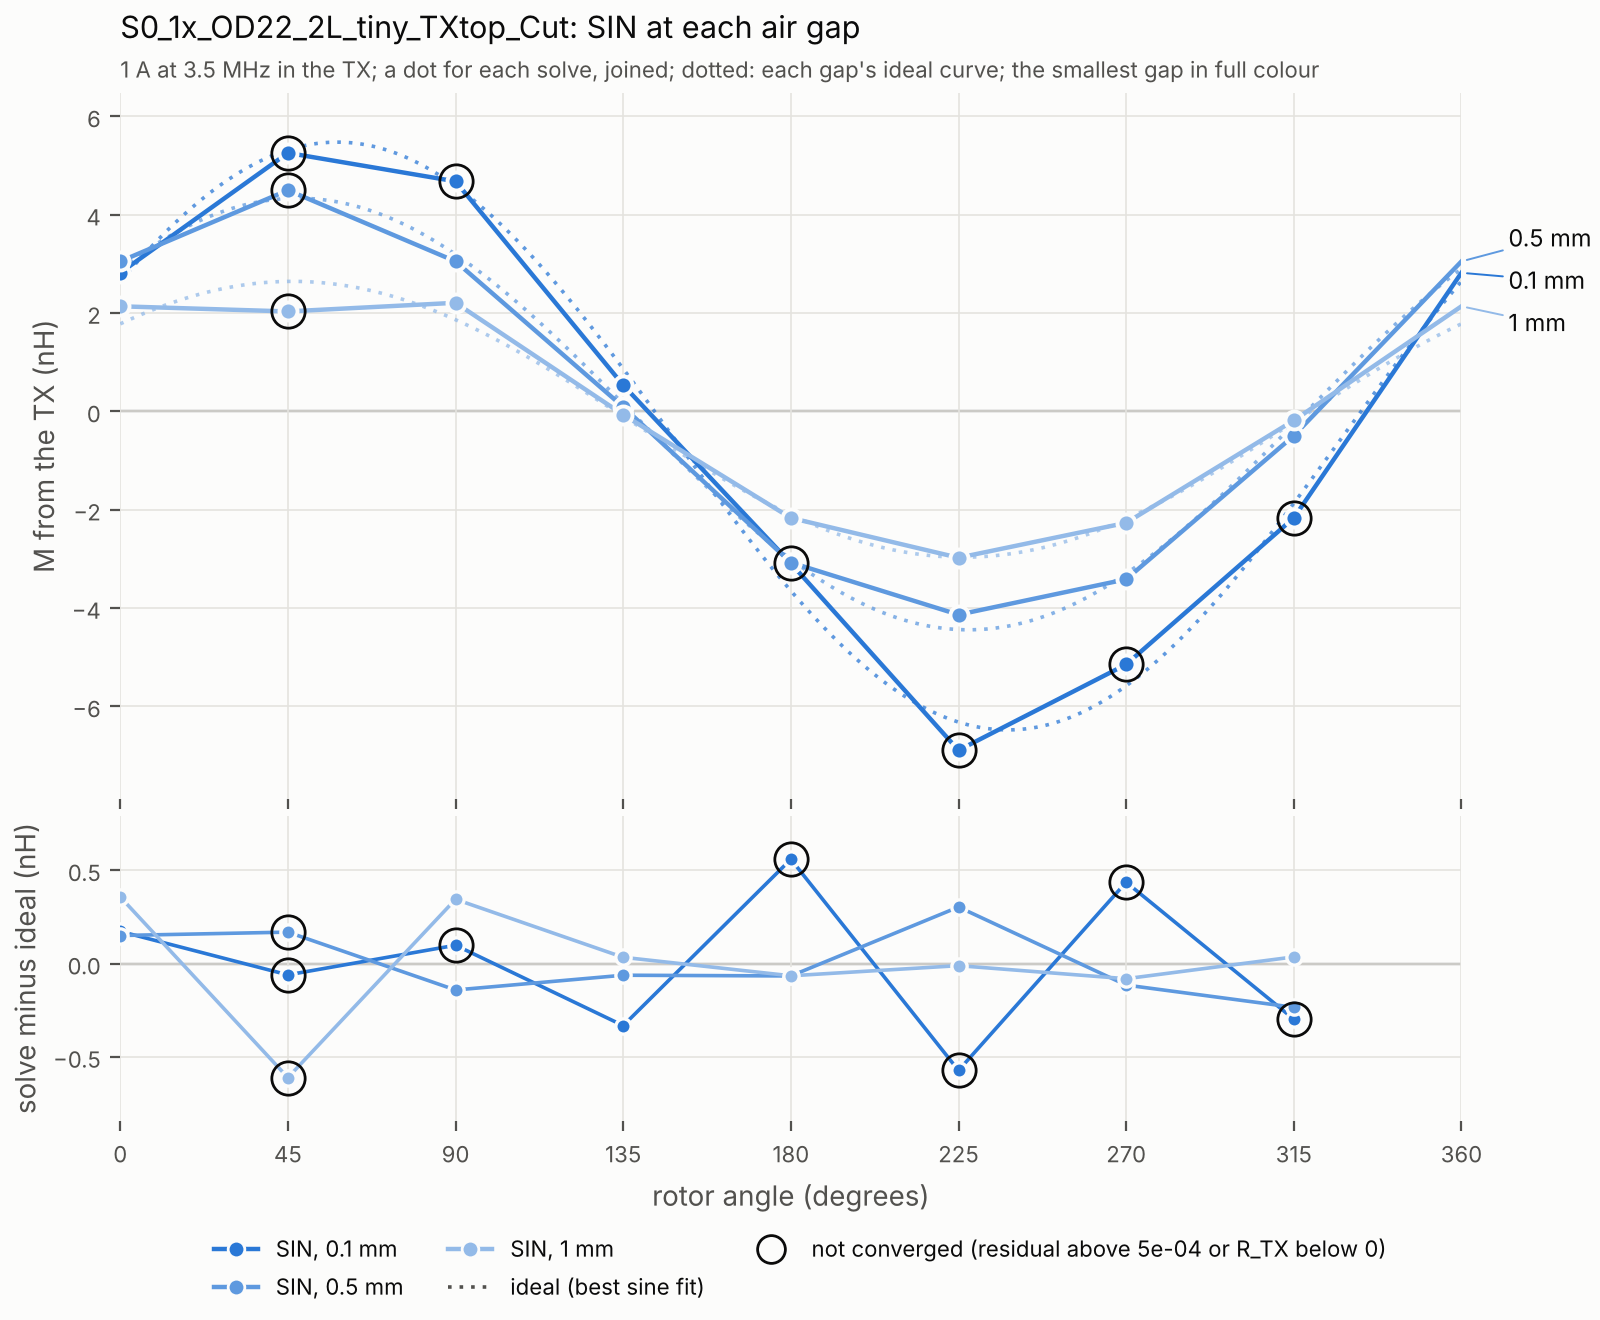 S0_1x_OD22_2L_tiny_TXtop_Cut: SIN at each air gap
1 A at 3.5 MHz in the TX; a dot for each solve, joined; dotted: each gap's ideal curve; the smallest gap in full colour
M from the TX (nH)
6
4
2
0
−2
−4
−6
0.5 mm
0.1 mm
1 mm
solve minus ideal (nH)
0.5
0.0
−0.5
0 45 90 135 180 225 270 315 360
rotor angle (degrees)
SIN, 0.1 mm
SIN, 0.5 mm
SIN, 1 mm
ideal (best sine fit)
not converged (residual above 5e-04 or R_TX below 0)